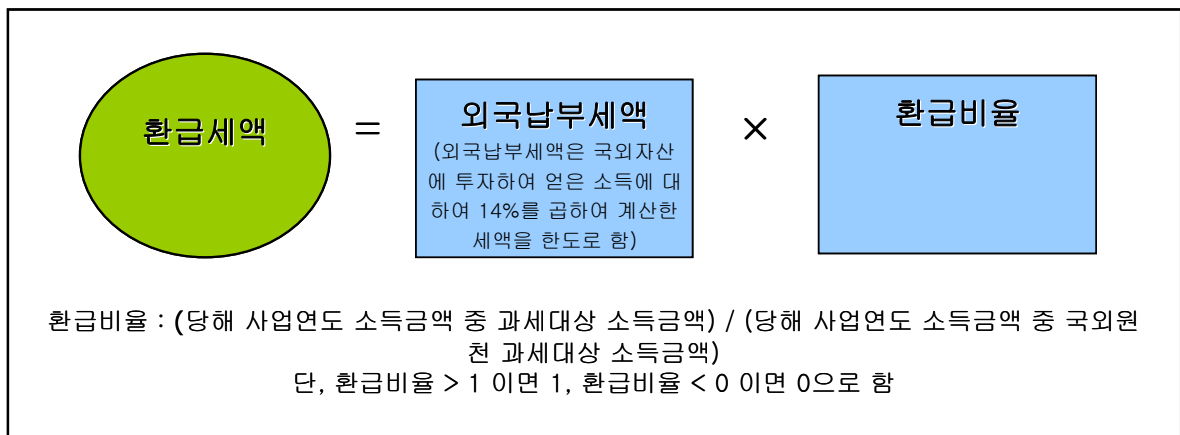 환급세액
=
외국납부세액
(외국납부세액은 국외자산
에 투자하여 얻은 소득에 대
하여 14%를 곱하여 계산한
세액을 한도로 함)
×
환급비율
환급비율 : (당해 사업연도 소득금액 중 과세대상 소득금액) / (당해 사업연도 소득금액 중 국외원
천 과세대상 소득금액)
단, 환급비율 > 1 이면 1, 환급비율 < 0 이면 0으로 함